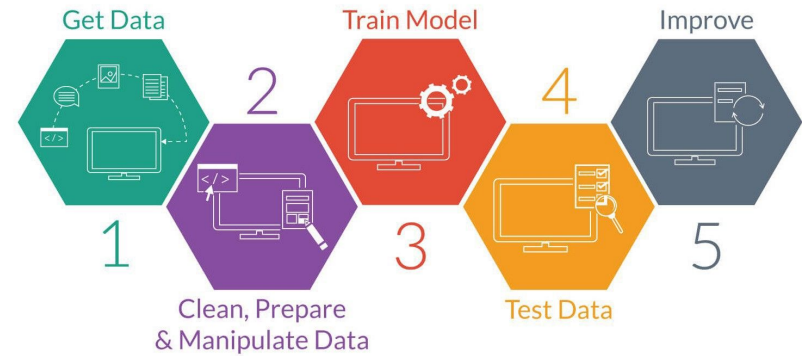 Get Data
1
2
Clean, Prepare
& Manipulate Data
Train Model
3
4
Test Data
Improve
5
</> 
</>